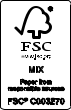 FSC
www.fsc.org
MIX
Paper from
responsible sources
FSC® C003270